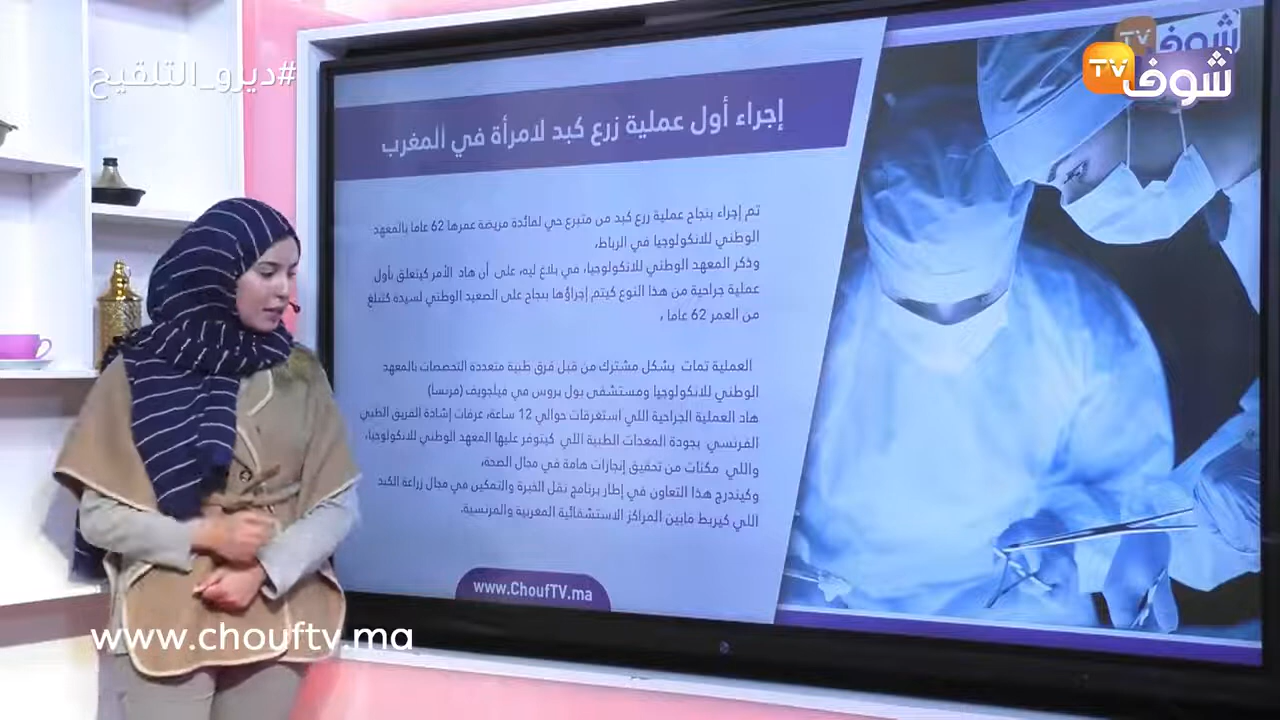 #ديرو_التلقيح
شوف TV
شوف TV
إجراء أول عملية زرع كبد لامرأة في المغرب
تم إجراء بنجاح عملية زرع كبد من متبرع حي لفائدة مريضة عمرها 62 عاما بالمعهد
الوطني للانكولوجيا في الرباط،
وذكر المعهد الوطني للانكولوجيا، في بلاغ ليه، على أن هاد الأمر كيتعلق بأول
عملية جراحية من هذا النوع كيتم إجراؤها بنجاح على الصعيد الوطني لسيدة كتبلغ
من العمر 62 عاما ،
العملية تمات بشكل مشترك من قبل فرق طبية متعددة التخصصات بالمعهد
الوطني للانكولوجيا ومستشفى بول بروس في فيلجويف (فرنسا)
هاد العملية الجراحية اللي استغرقات حوالي 12 ساعة، عرفات إشادة الفريق الطبي
الفرنسي بجودة المعدات الطبية اللي كيتوفر عليها المعهد الوطني للانكولوجيا،
واللي مكنات من تحقيق إنجازات هامة في مجال الصحة،
وكيندرج هذا التعاون في إطار برنامج نقل الخبرة والتمكين في مجال زراعة الكبد
اللي كيربط مابين المراكز الاستشفائية المغربية والفرنسية.
www.ChoufTV.ma
www.chouftv.ma